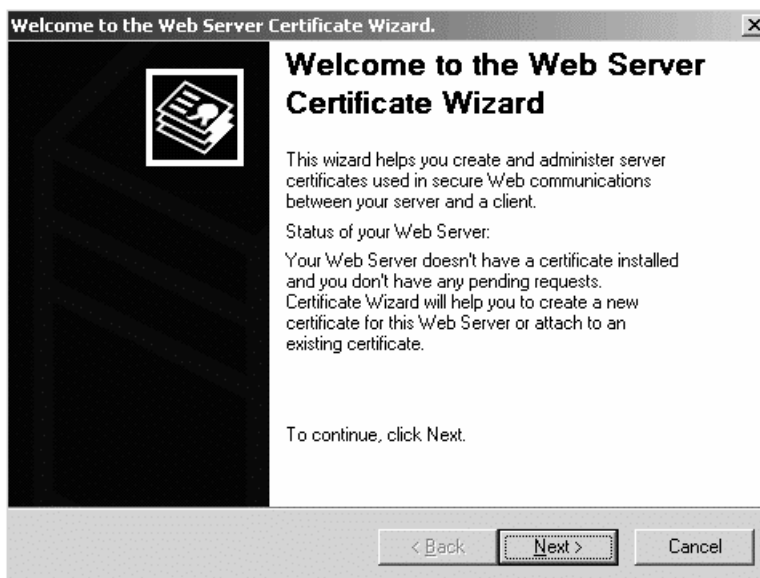 Welcome to the Web Server Certificate Wizard.
Welcome to the Web Server
Certificate Wizard
This wizard helps you create and administer server
certificates used in secure Web communications
between your server and a client.
Status of your Web Server:
Your Web Server doesn't have a certificate installed
and you don't have any pending requests.
Certificate Wizard will help you to create a new
certificate for this Web Server or attach to an
existing certificate.
To continue, click Next.
< Back Next > Cancel